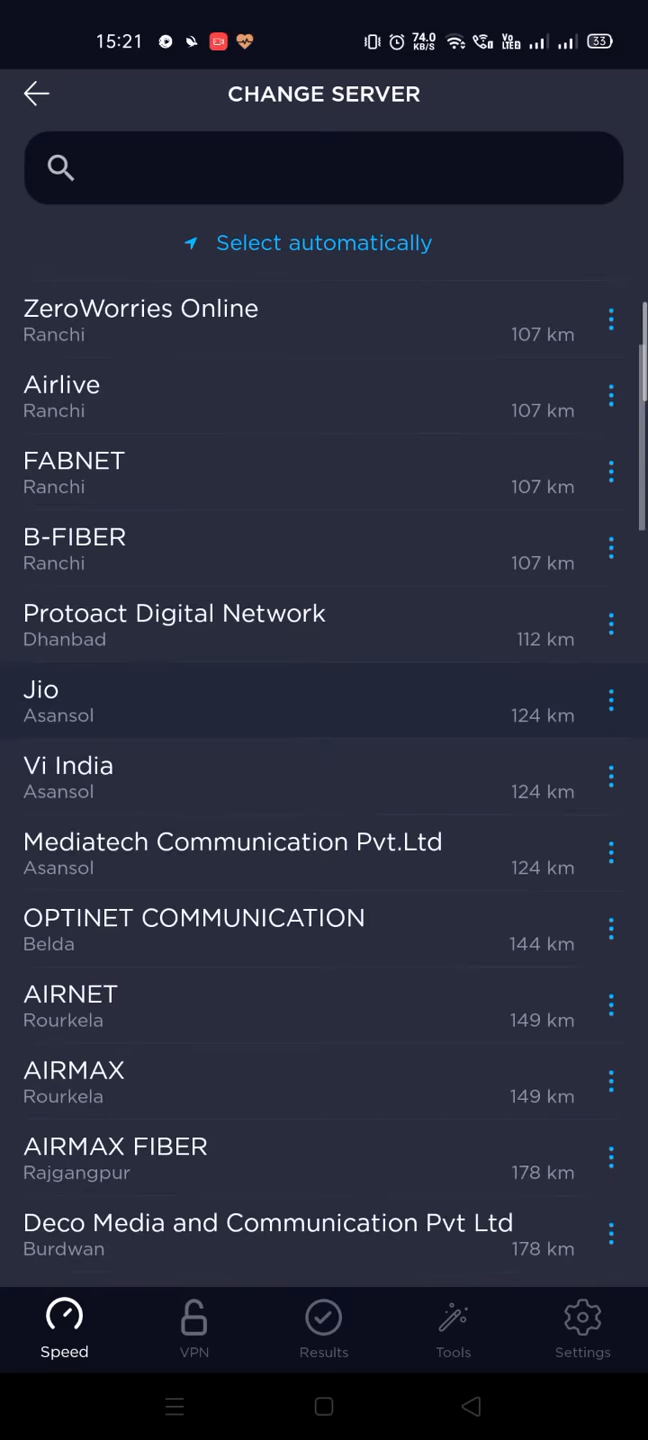 15:21
74.0 KB/S
Vo LTE
33
CHANGE SERVER
Select automatically
ZeroWorries Online
Ranchi 107 km
Airlive
Ranchi 107 km
FABNET
Ranchi 107 km
B-FIBER
Ranchi 107 km
Protoact Digital Network
Dhanbad 112 km
Jio
Asansol 124 km
Vi India
Asansol 124 km
Mediatech Communication Pvt.Ltd
Asansol 124 km
OPTINET COMMUNICATION
Belda 144 km
AIRNET
Rourkela 149 km
AIRMAX
Rourkela 149 km
AIRMAX FIBER
Rajgangpur 178 km
Deco Media and Communication Pvt Ltd
Burdwan 178 km
Speed VPN Results Tools Settings